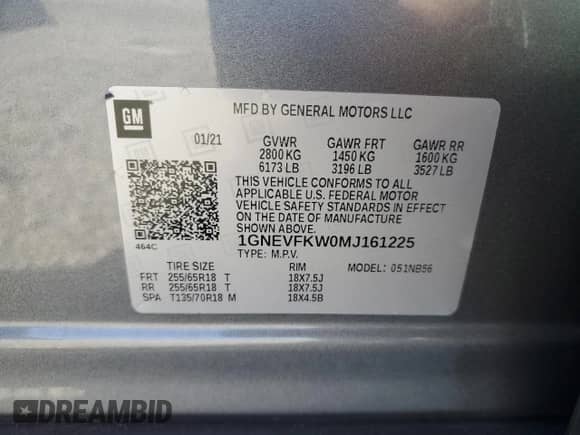 GM
MFD BY GENERAL MOTORS LLC
01/21 GVWR GAWR FRT GAWR RR
2800 KG 1450 KG 1600 KG
6173 LB 3196 LB 3527 LB
THIS VEHICLE CONFORMS TO ALL
APPLICABLE U.S. FEDERAL MOTOR
VEHICLE SAFETY STANDARDS IN EFFECT
ON THE DATE OF MANUFACTURE
SHOWN ABOVE.
464C 1GNEVFKW0MJ161225
TYPE: M.P.V.
TIRE SIZE RIM MODEL: 051NB56
FRT 255/65R18 T 18X7.5J
RR 255/65R18 T 18X7.5J
SPA T135/70R18 M 18X4.5B
DREAMBID